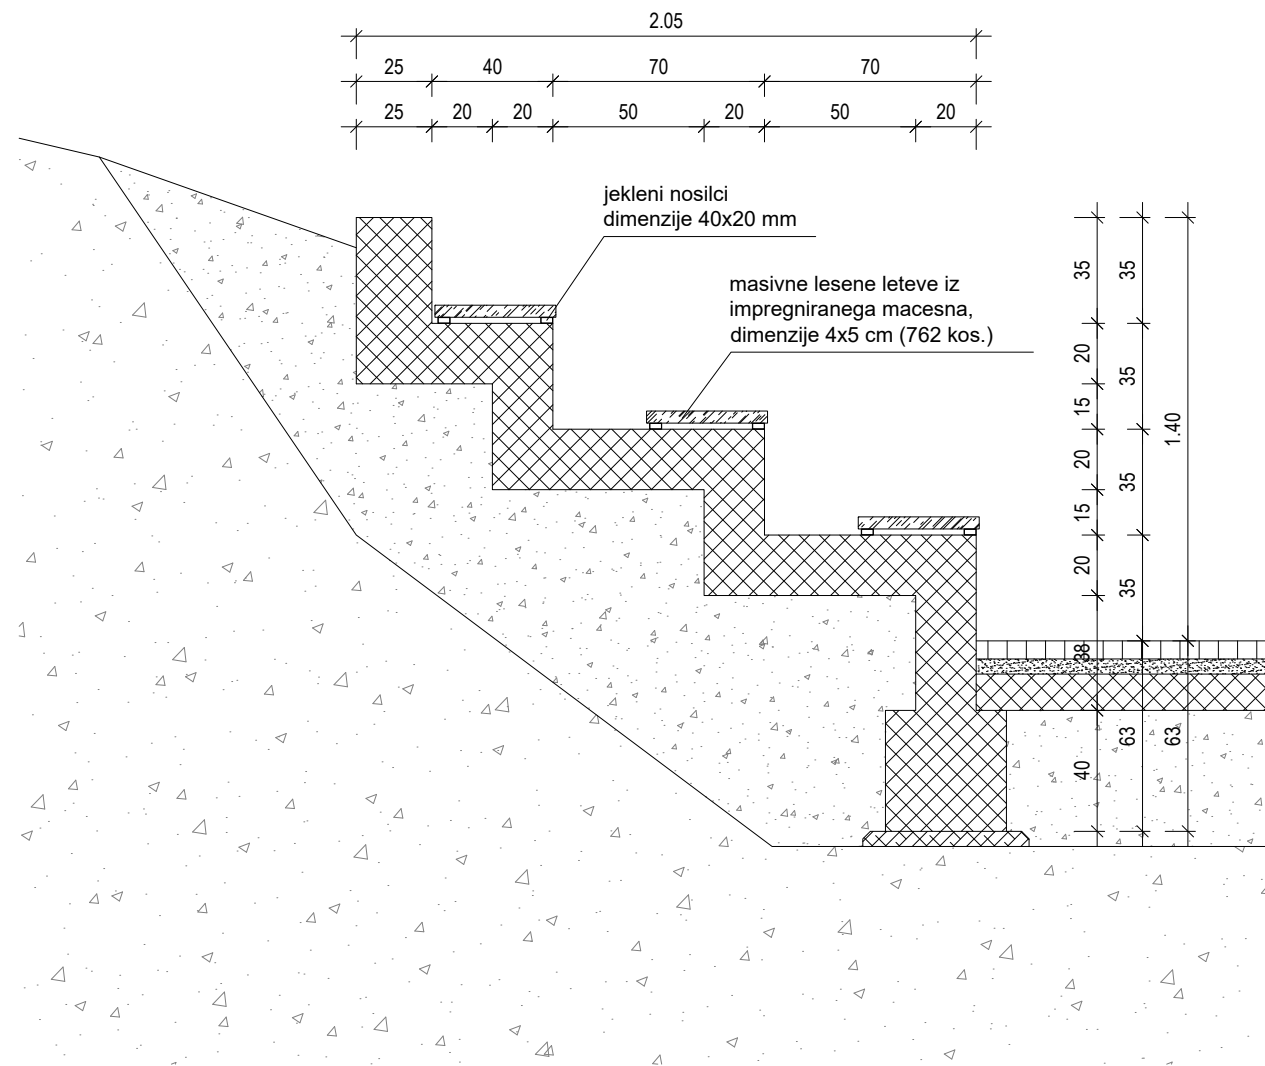 2.05
25 40 70 70
25 20 20 50 20 50 20
jekleni nosilci
dimenzije 40x20 mm
masivne lesene leteve iz
impregniranega macesna,
dimenzije 4x5 cm (762 kos.)
35
20
15
20
15
20
38
40
35
35
35
35
63
1.40
63